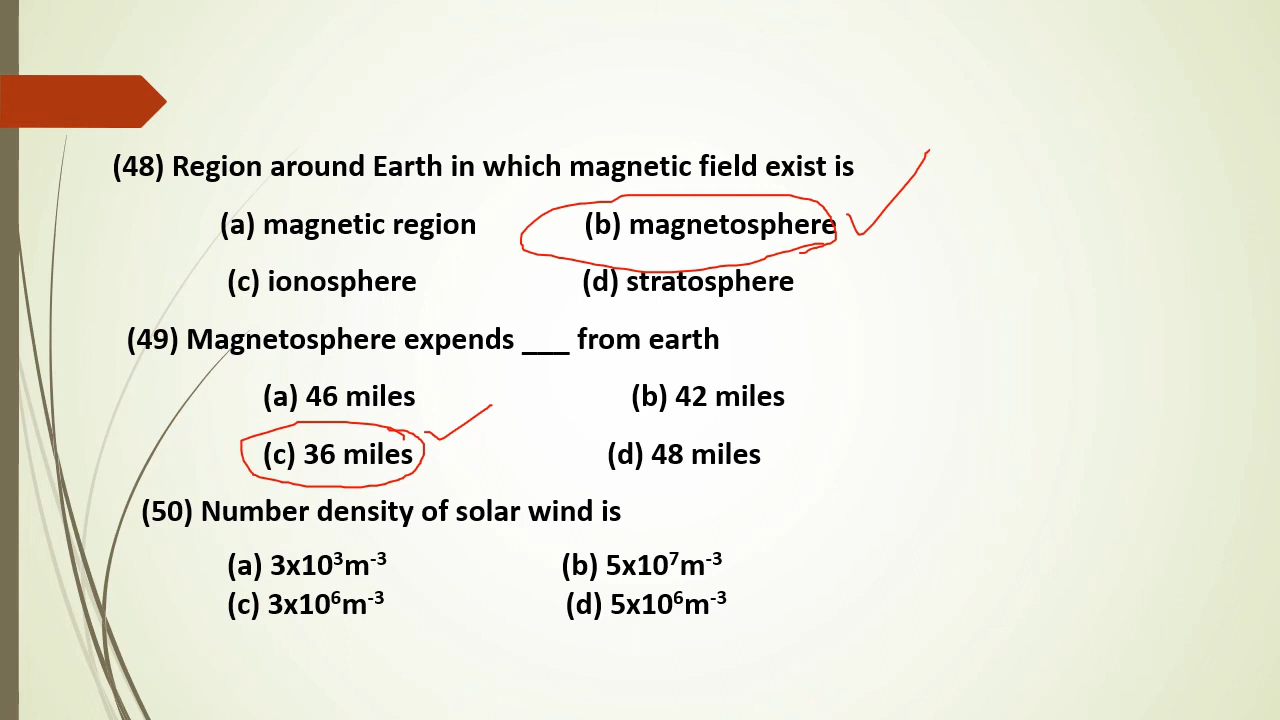 (48) Region around Earth in which magnetic field exist is
(a) magnetic region (b) magnetosphere
(c) ionosphere (d) stratosphere
(49) Magnetosphere expends ___ from earth
(a) 46 miles (b) 42 miles
(c) 36 miles (d) 48 miles
(50) Number density of solar wind is
(a) 3x10³m⁻³ (b) 5x10⁷m⁻³
(c) 3x10⁶m⁻³ (d) 5x10⁶m⁻³